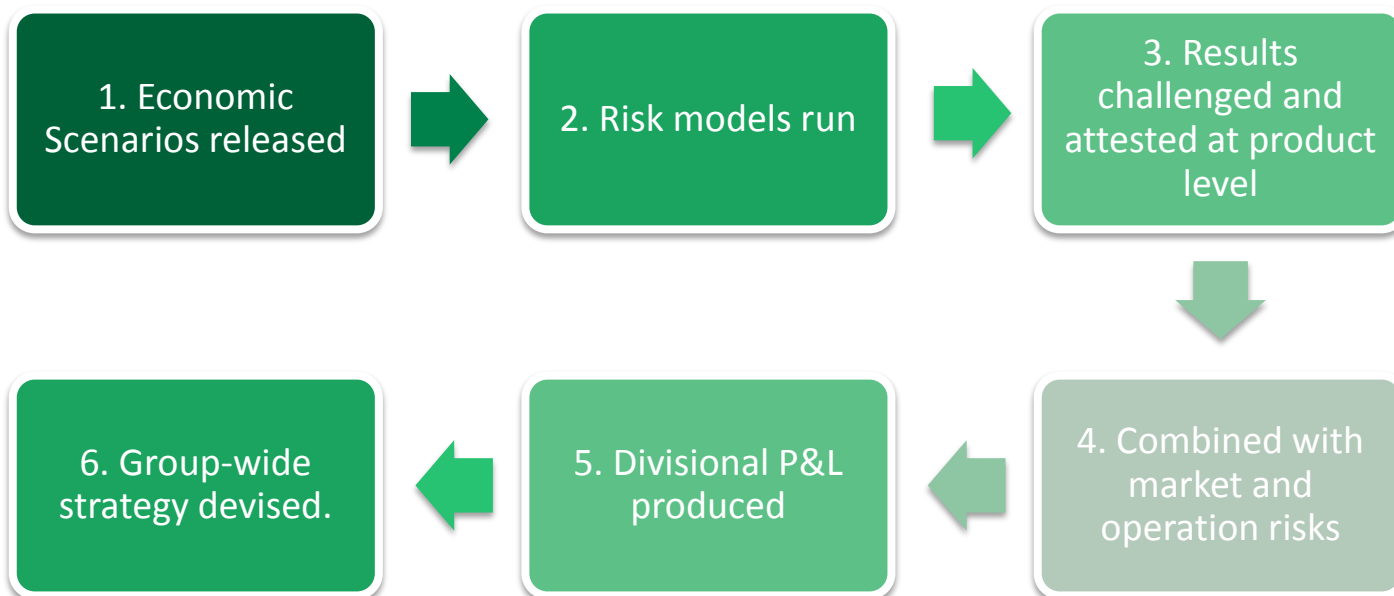 1. Economic
Scenarios released
2. Risk models run
3. Results
challenged and
attested at product
level
4. Combined with
market and
operation risks
5. Divisional P&L
produced
6. Group-wide
strategy devised.